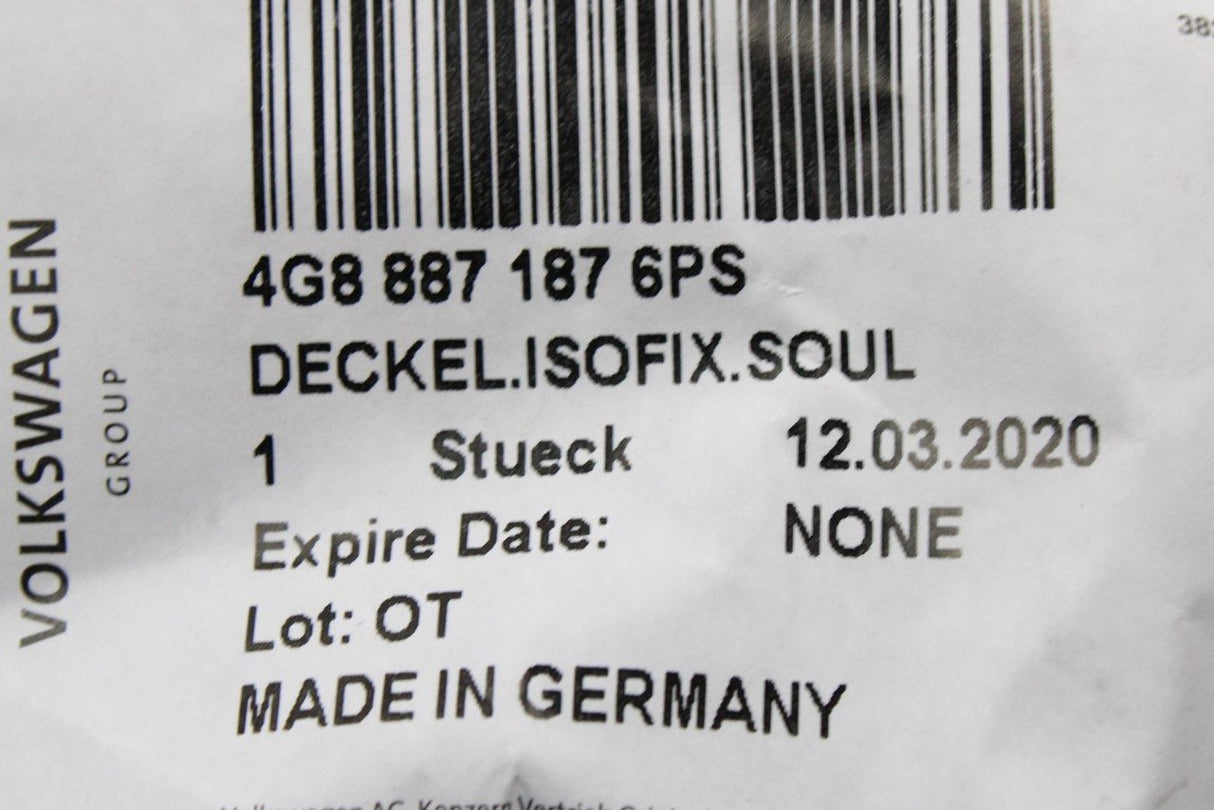 VOLKSWAGEN
GROUP
4G8 887 187 6PS
DECKEL.ISOFIX.SOUL
1 Stueck 12.03.2020
Expire Date: NONE
Lot: OT
MADE IN GERMANY